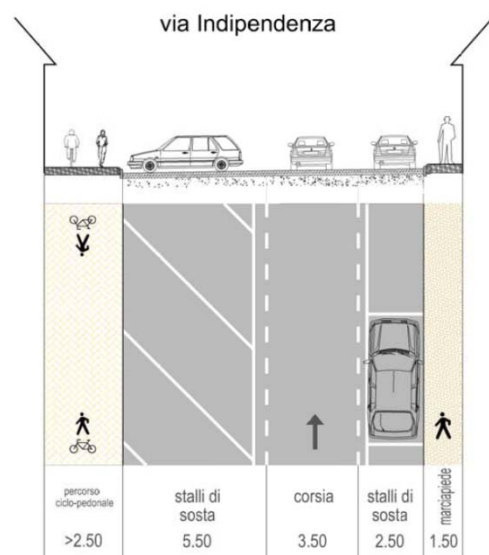 via Indipendenza
percorso
ciclo-pedonale
>2.50
stalli di
sosta
5.50
corsia
3.50
stalli di
sosta
2.50
marciapiede
1.50